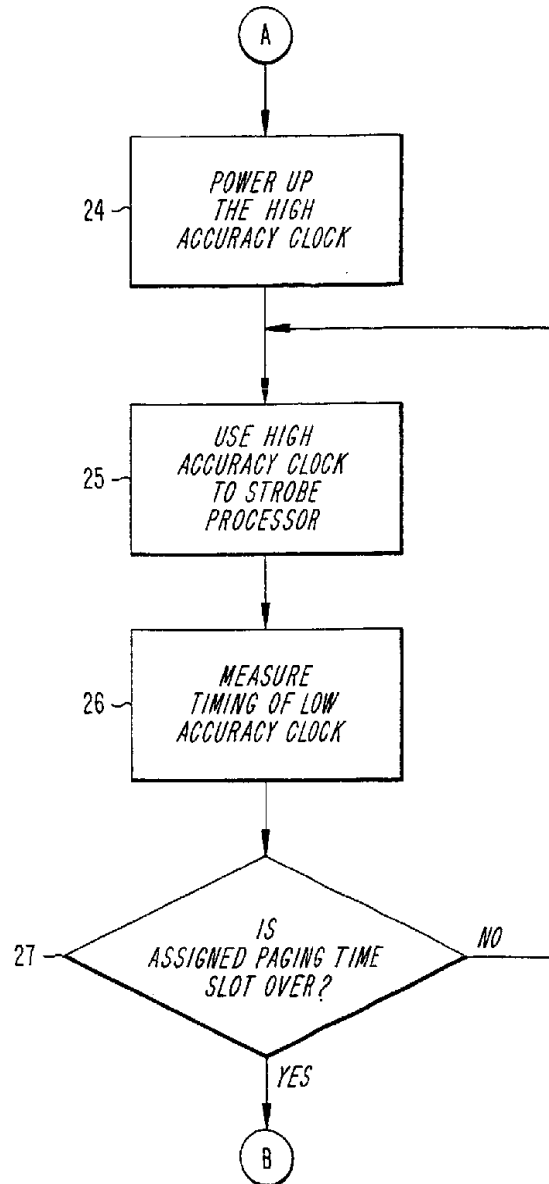 A
24
POWER UP
THE HIGH
ACCURACY CLOCK
25
USE HIGH
ACCURACY CLOCK
TO STROBE
PROCESSOR
26
MEASURE
TIMING OF LOW
ACCURACY CLOCK
27
IS
ASSIGNED PAGING TIME
SLOT OVER?
NO
YES
B